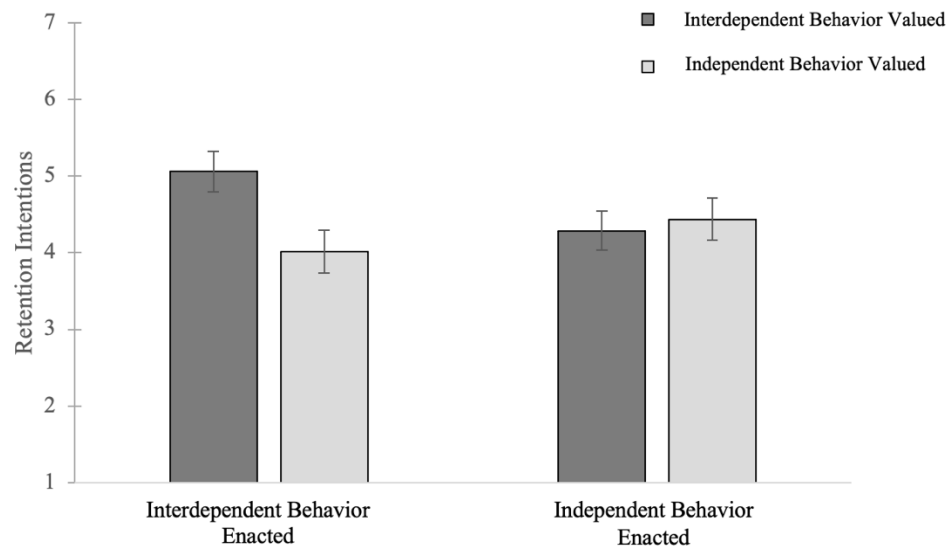 7
6
5
4
3
2
1
Retention Intentions
Interdependent Behavior Valued
Independent Behavior Valued
Interdependent Behavior
Enacted
Independent Behavior
Enacted